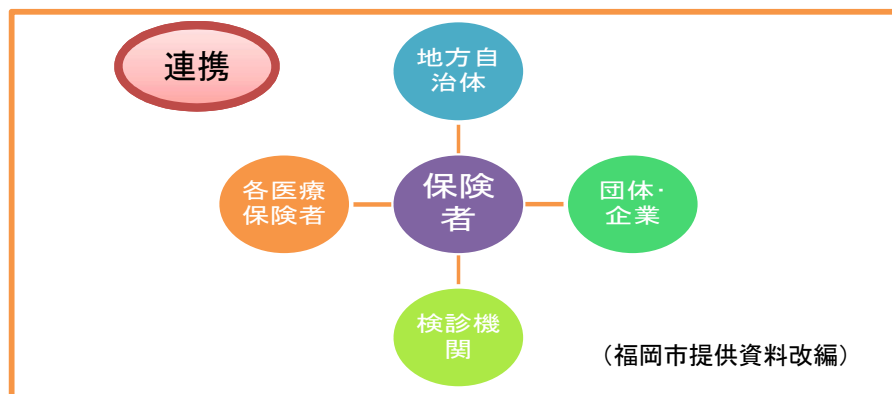 連携
地方自
治体
各医療
保険者
保険
者
団体・
企業
検診機
関
（福岡市提供資料改編）